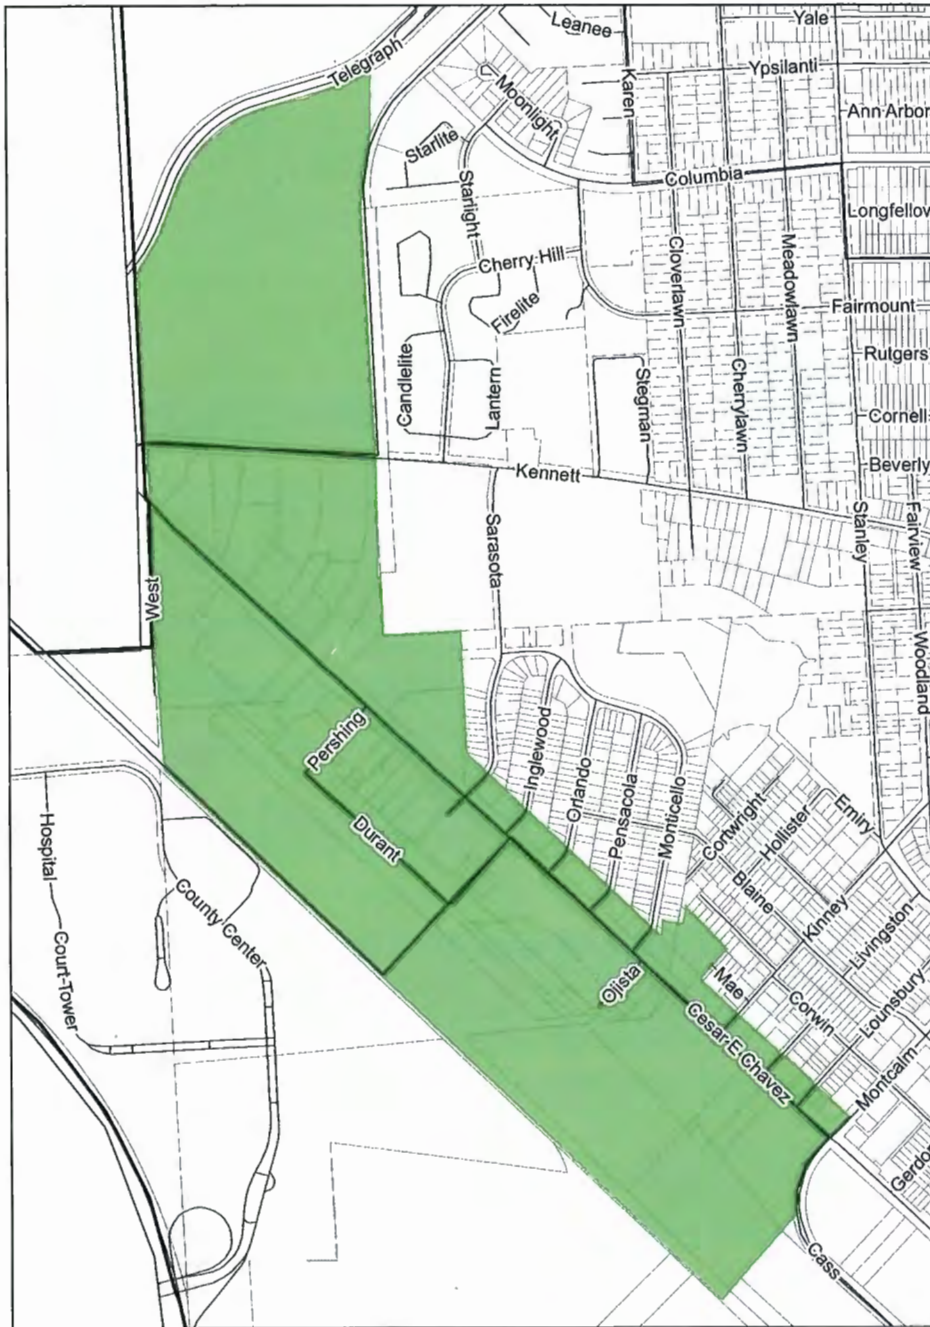 Leanee
Yale
Telegraph
Ypsilanti
Karen
Moonlight
Ann Arbor
Starlite
Columbia
Starlight
Longfellow
Cloverlawn
Meadowlawn
Cherry Hill
Firelite
Fairmount
Rutgers
Candlelite
Lantern
Stegman
Cherrylawn
Cornell
Beverly
Kennett
Sarasota
Stanley
Fairview
West
Woodland
Inglewood
Pershing
Orlando
Pensacola
Monticello
Cortwright
Hollister
Emiry
Durant
Blaine
Kinney
Livingston
Hospital
County Center
Court-Tower
Ojista
Mae
Corwin
Lounsbury
Cesar E Chavez
Montcalm
Gerdon
Cass